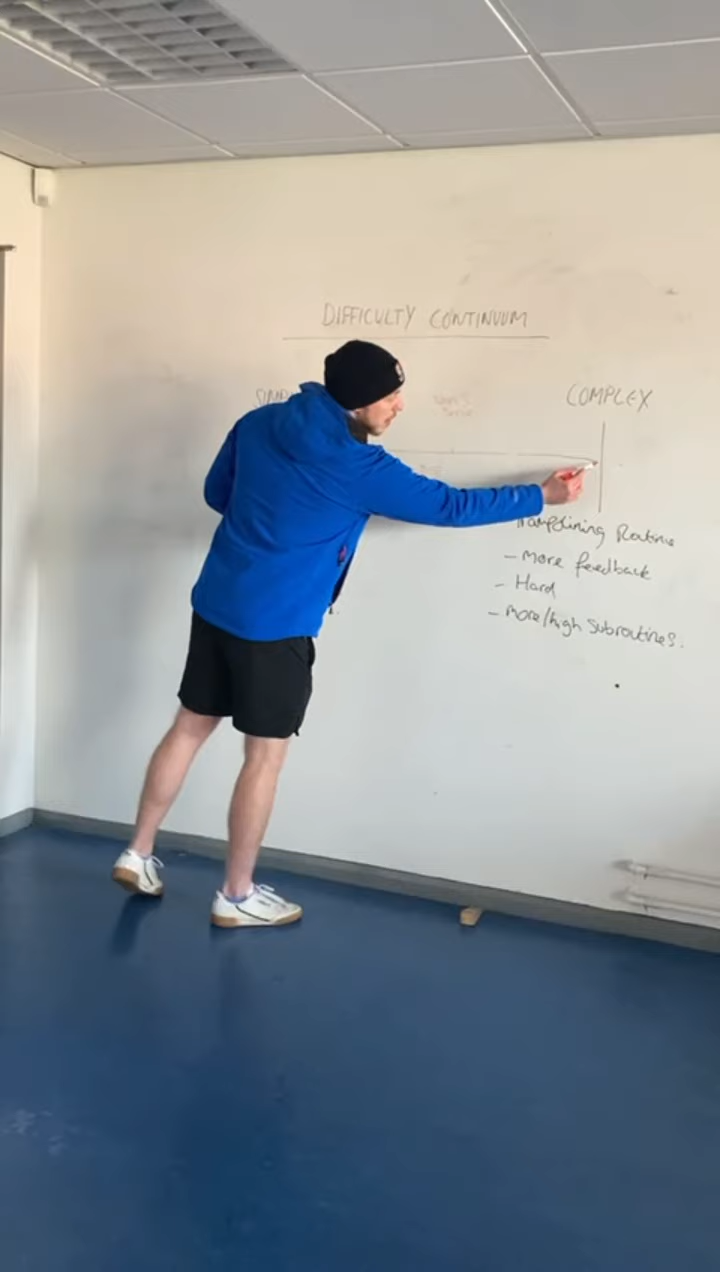 DIFFICULTY CONTINUUM
COMPLEX
Trampolining Routine
- More feedback
- Hard
- More/high Subroutines.